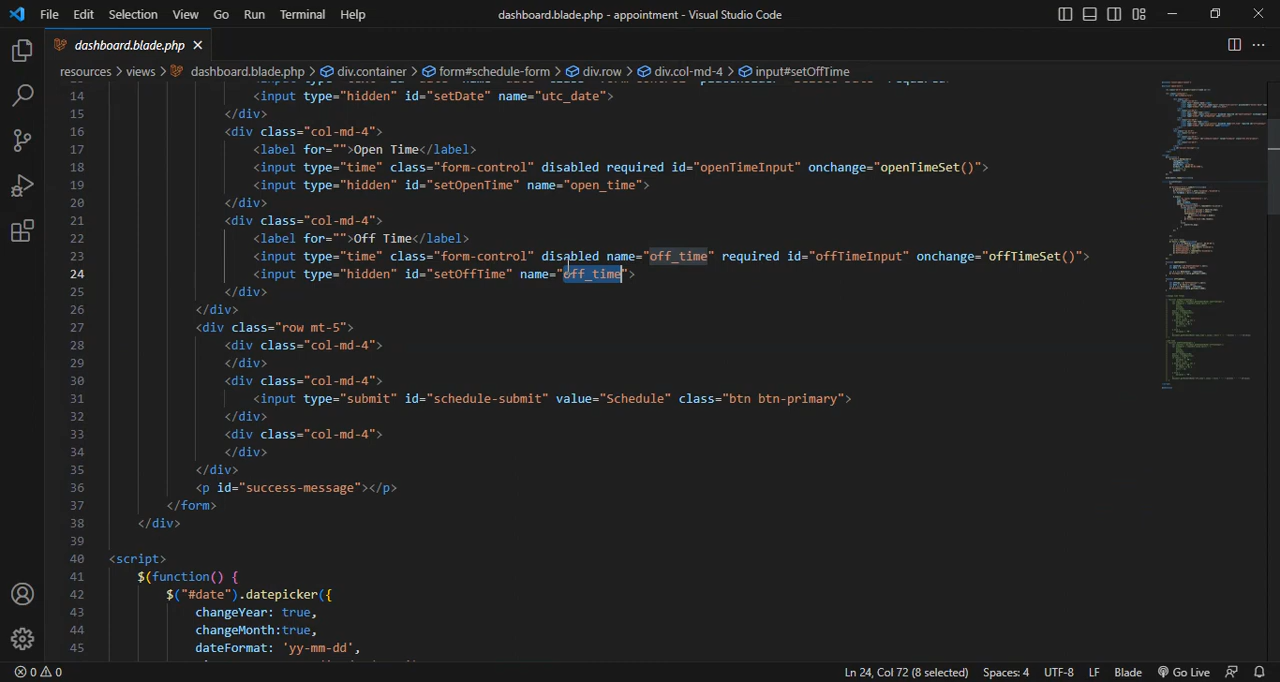 File Edit Selection View Go Run Terminal Help dashboard.blade.php - appointment - Visual Studio Code
dashboard.blade.php
resources > views > dashboard.blade.php > div.container > form#schedule-form > div.row > div.col-md-4 > input#setOffTime
14 <input type="hidden" id="setDate" name="utc_date">
15 </div>
16 <div class="col-md-4">
17 <label for="">Open Time</label>
18 <input type="time" class="form-control" disabled required id="openTimeInput" onchange="openTimeSet()">
19 <input type="hidden" id="setOpenTime" name="open_time">
20 </div>
21 <div class="col-md-4">
22 <label for="">Off Time</label>
23 <input type="time" class="form-control" disabled name="off_time" required id="offTimeInput" onchange="offTimeSet()">
24 <input type="hidden" id="setOffTime" name="off_time">
25 </div>
26 </div>
27 <div class="row mt-5">
28 <div class="col-md-4">
29 </div>
30 <div class="col-md-4">
31 <input type="submit" id="schedule-submit" value="Schedule" class="btn btn-primary">
32 </div>
33 <div class="col-md-4">
34 </div>
35 </div>
36 <p id="success-message"></p>
37 </form>
38 </div>
39
40 <script>
41 $(function() {
42 $("#date").datepicker({
43 changeYear: true,
44 changeMonth:true,
45 dateFormat: 'yy-mm-dd',
0 0 Ln 24, Col 72 (8 selected) Spaces: 4 UTF-8 LF Blade Go Live